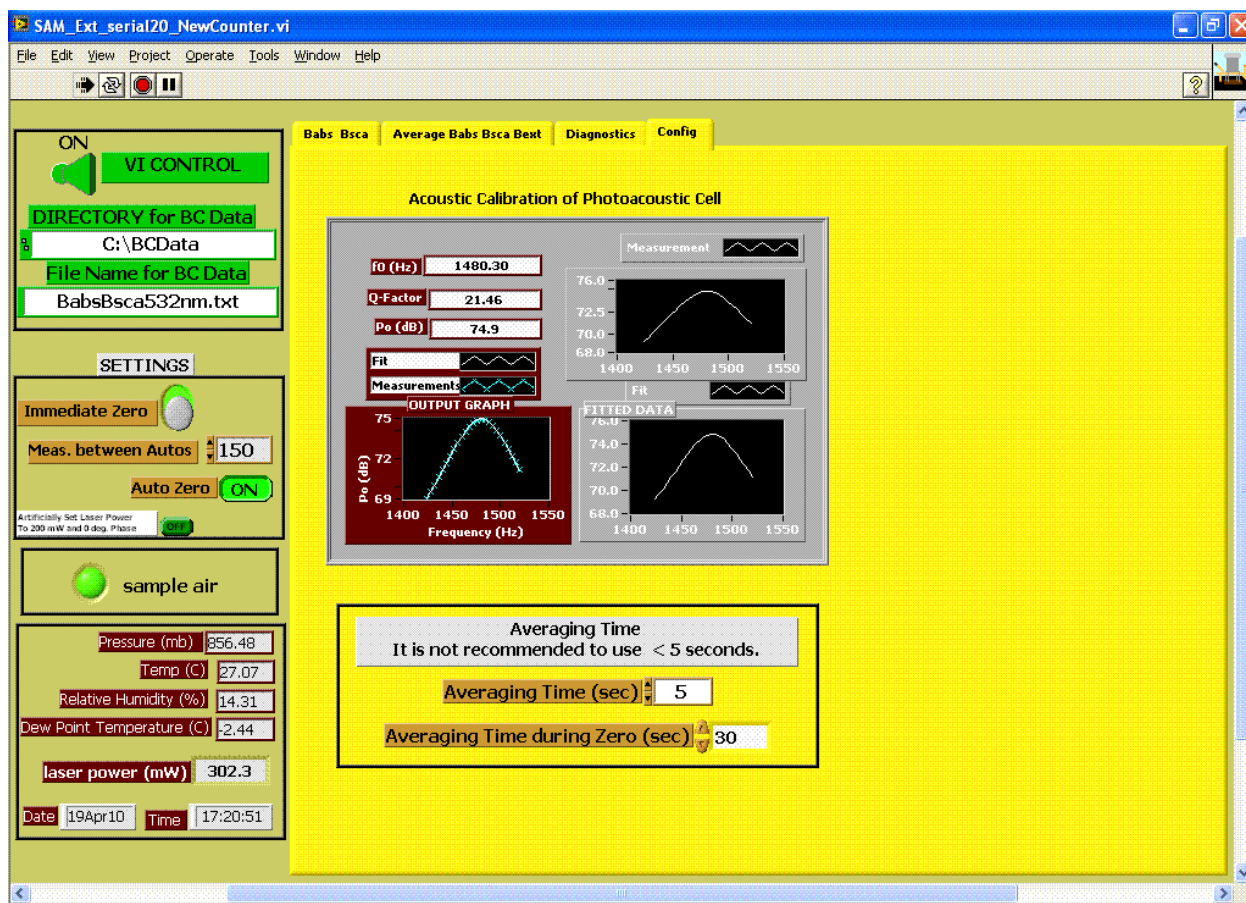 SAM_Ext_serial20_NewCounter.vi
File Edit View Project Operate Tools Window Help
Babs Bsca Average Babs Bsca Bext Diagnostics Config
ON
VI CONTROL
DIRECTORY for BC Data
C:\BCData
File Name for BC Data
BabsBsca532nm.txt
SETTINGS
Immediate Zero
Meas. between Autos 150
Auto Zero ON
Artificially Set Laser Power
To 200 mW and 0 deg. Phase
OFF
sample air
Pressure (mb) 856.48
Temp (C) 27.07
Relative Humidity (%) 14.31
Dew Point Temperature (C) -2.44
laser power (mW) 302.3
Date 19Apr10 Time 17:20:51
Acoustic Calibration of Photoacoustic Cell
f0 (Hz) 1480.30
Q-Factor 21.46
Po (dB) 74.9
Fit
Measurements
OUTPUT GRAPH
Po (dB)
75
72
69
1400 1450 1500 1550
Frequency (Hz)
Measurement
76.0
72.5
70.0
68.0
1400 1450 1500 1550
Fit
FITTED DATA
76.0
74.0
72.0
70.0
68.0
1400 1450 1500 1550
Averaging Time
It is not recommended to use < 5 seconds.
Averaging Time (sec) 5
Averaging Time during Zero (sec) 30